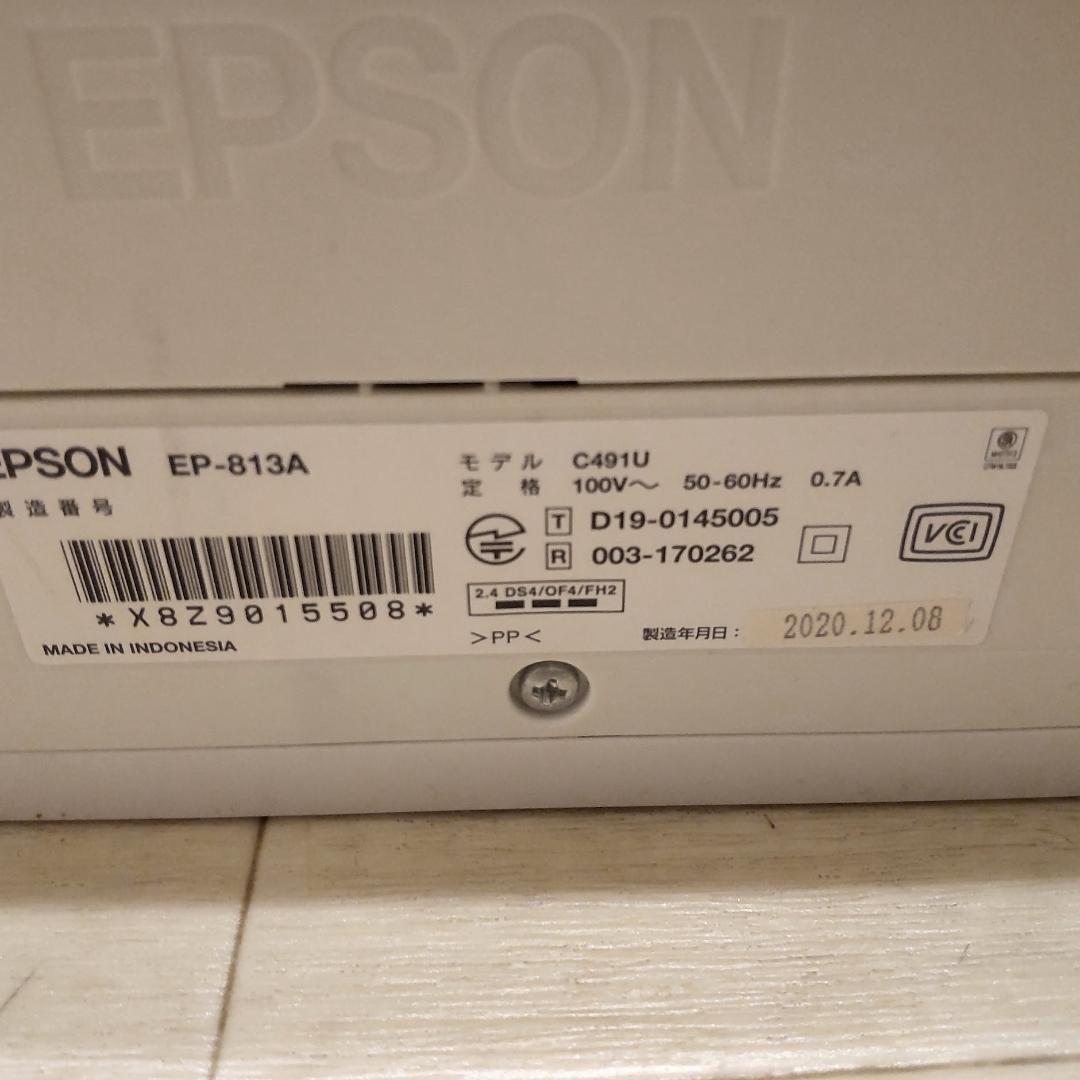 EPSON
EPSON EP-813A
製造番号
*X8Z9015508*
MADE IN INDONESIA
モデル C491U
定格 100V～ 50-60Hz 0.7A
T D19-0145005
R 003-170262
2.4 DS4/OF4/FH2
>PP<
製造年月日： 2020.12.08
VCI